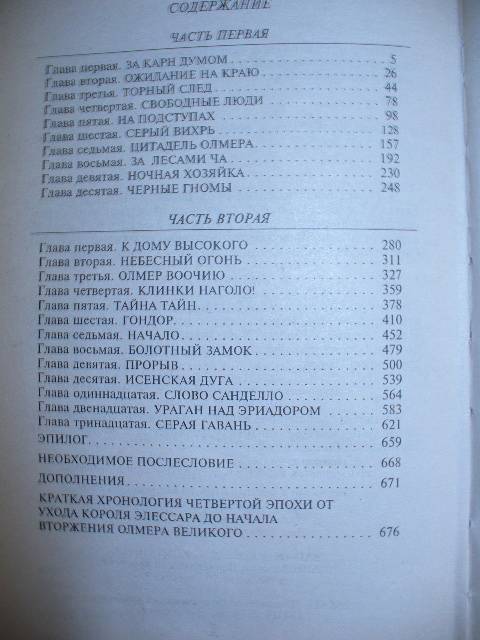 СОДЕРЖАНИЕ
ЧАСТЬ ПЕРВАЯ
Глава первая. ЗА КАРН ДУМОМ . . . . . . . . . . . . . . . . . . . . 5
Глава вторая. ОЖИДАНИЕ НА КРАЮ . . . . . . . . . . . . . . . . 26
Глава третья. ТОРНЫЙ СЛЕД . . . . . . . . . . . . . . . . . . . . 44
Глава четвертая. СВОБОДНЫЕ ЛЮДИ . . . . . . . . . . . . . . . . 78
Глава пятая. НА ПОДСТУПАХ . . . . . . . . . . . . . . . . . . . . 98
Глава шестая. СЕРЫЙ ВИХРЬ . . . . . . . . . . . . . . . . . . . . 128
Глава седьмая. ЦИТАДЕЛЬ ОЛМЕРА . . . . . . . . . . . . . . . . 157
Глава восьмая. ЗА ЛЕСАМИ ЧА . . . . . . . . . . . . . . . . . . . . 192
Глава девятая. НОЧНАЯ ХОЗЯЙКА . . . . . . . . . . . . . . . . 230
Глава десятая. ЧЕРНЫЕ ГНОМЫ . . . . . . . . . . . . . . . . 248
ЧАСТЬ ВТОРАЯ
Глава первая. К ДОМУ ВЫСОКОГО . . . . . . . . . . . . . . . . 280
Глава вторая. НЕБЕСНЫЙ ОГОНЬ . . . . . . . . . . . . . . . . 311
Глава третья. ОЛМЕР ВООЧИЮ . . . . . . . . . . . . . . . . 327
Глава четвертая. КЛИНКИ НАГОЛО! . . . . . . . . . . . . . . . . 359
Глава пятая. ТАЙНА ТАЙН . . . . . . . . . . . . . . . . . . . . 378
Глава шестая. ГОНДОР . . . . . . . . . . . . . . . . . . . . 410
Глава седьмая. НАЧАЛО . . . . . . . . . . . . . . . . . . . . 452
Глава восьмая. БОЛОТНЫЙ ЗАМОК . . . . . . . . . . . . . . . . 479
Глава девятая. ПРОРЫВ . . . . . . . . . . . . . . . . . . . . 500
Глава десятая. ИСЕНСКАЯ ДУГА . . . . . . . . . . . . . . . . 539
Глава одиннадцатая. СЛОВО САНДЕЛЛО . . . . . . . . . . . . 564
Глава двенадцатая. УРАГАН НАД ЭРИАДОРОМ . . . . . . . . 583
Глава тринадцатая. СЕРАЯ ГАВАНЬ . . . . . . . . . . . . . . . . 621
ЭПИЛОГ . . . . . . . . . . . . . . . . . . . . . . . . . . . . 659
НЕОБХОДИМОЕ ПОСЛЕСЛОВИЕ . . . . . . . . . . . . . . . . 668
ДОПОЛНЕНИЯ . . . . . . . . . . . . . . . . . . . . . . . . 671
КРАТКАЯ ХРОНОЛОГИЯ ЧЕТВЕРТОЙ ЭПОХИ ОТ
УХОДА КОРОЛЯ ЭЛЕССАРА ДО НАЧАЛА
ВТОРЖЕНИЯ ОЛМЕРА ВЕЛИКОГО . . . . . . . . . . . . . . . . 676